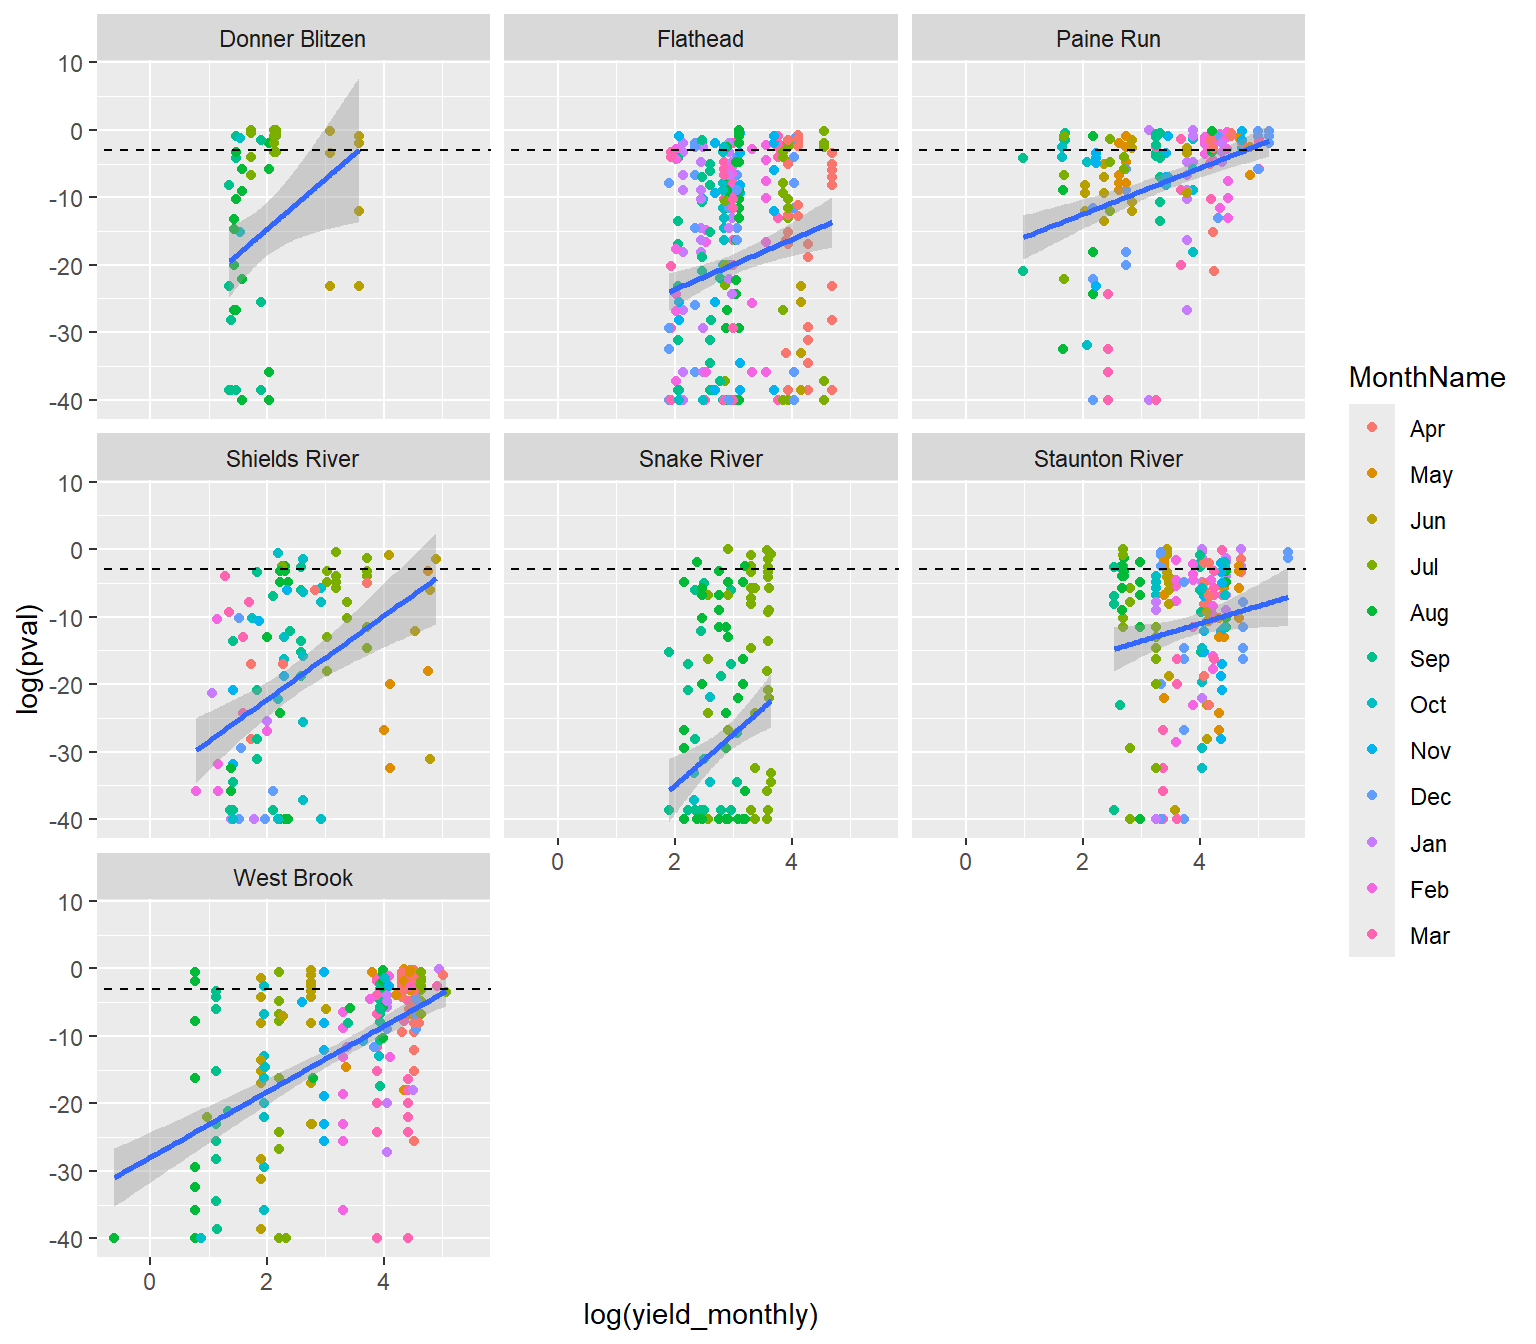 Donner Blitzen
Flathead
Paine Run
10
0
-10
-20
-30
-40
Shields River
Snake River
Staunton River
10
0
-10
-20
-30
-40
0 2 4
0 2 4
West Brook
10
0
-10
-20
-30
-40
0 2 4
log(yield_monthly)
log(pval)
MonthName
Apr
May
Jun
Jul
Aug
Sep
Oct
Nov
Dec
Jan
Feb
Mar